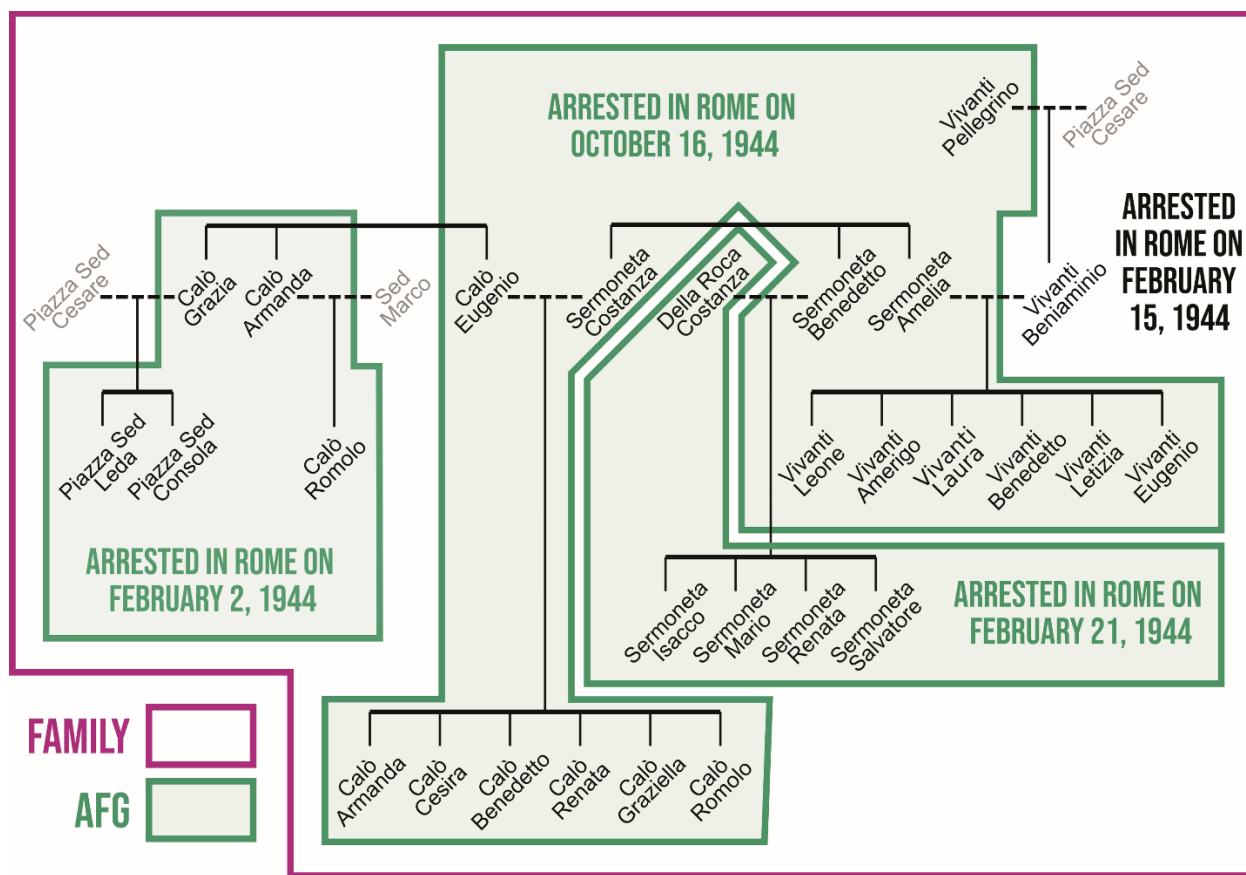 ARRESTED IN ROME ON
OCTOBER 16, 1944
Vivanti
Pellegrino
Piazza Sed
Cesare
ARRESTED
IN ROME ON
FEBRUARY
15, 1944
Piazza Sed
Cesare
Calò
Grazia
Calò
Armanda
Sed
Marco
Calò
Eugenio
Sermoneta
Costanza
Della Roca
Costanza
Sermoneta
Benedetto
Sermoneta
Amelia
Vivanti
Beniaminio
Piazza Sed
Leda
Piazza Sed
Consola
Calò
Romolo
Vivanti
Leone
Vivanti
Amerigo
Vivanti
Laura
Vivanti
Benedetto
Vivanti
Letizia
Vivanti
Eugenio
ARRESTED IN ROME ON
FEBRUARY 2, 1944
Sermoneta
Isacco
Sermoneta
Mario
Sermoneta
Renata
Sermoneta
Salvatore
ARRESTED IN ROME ON
FEBRUARY 21, 1944
FAMILY
AFG
Calò
Armanda
Calò
Cesira
Calò
Benedetto
Calò
Renata
Calò
Graziella
Calò
Romolo